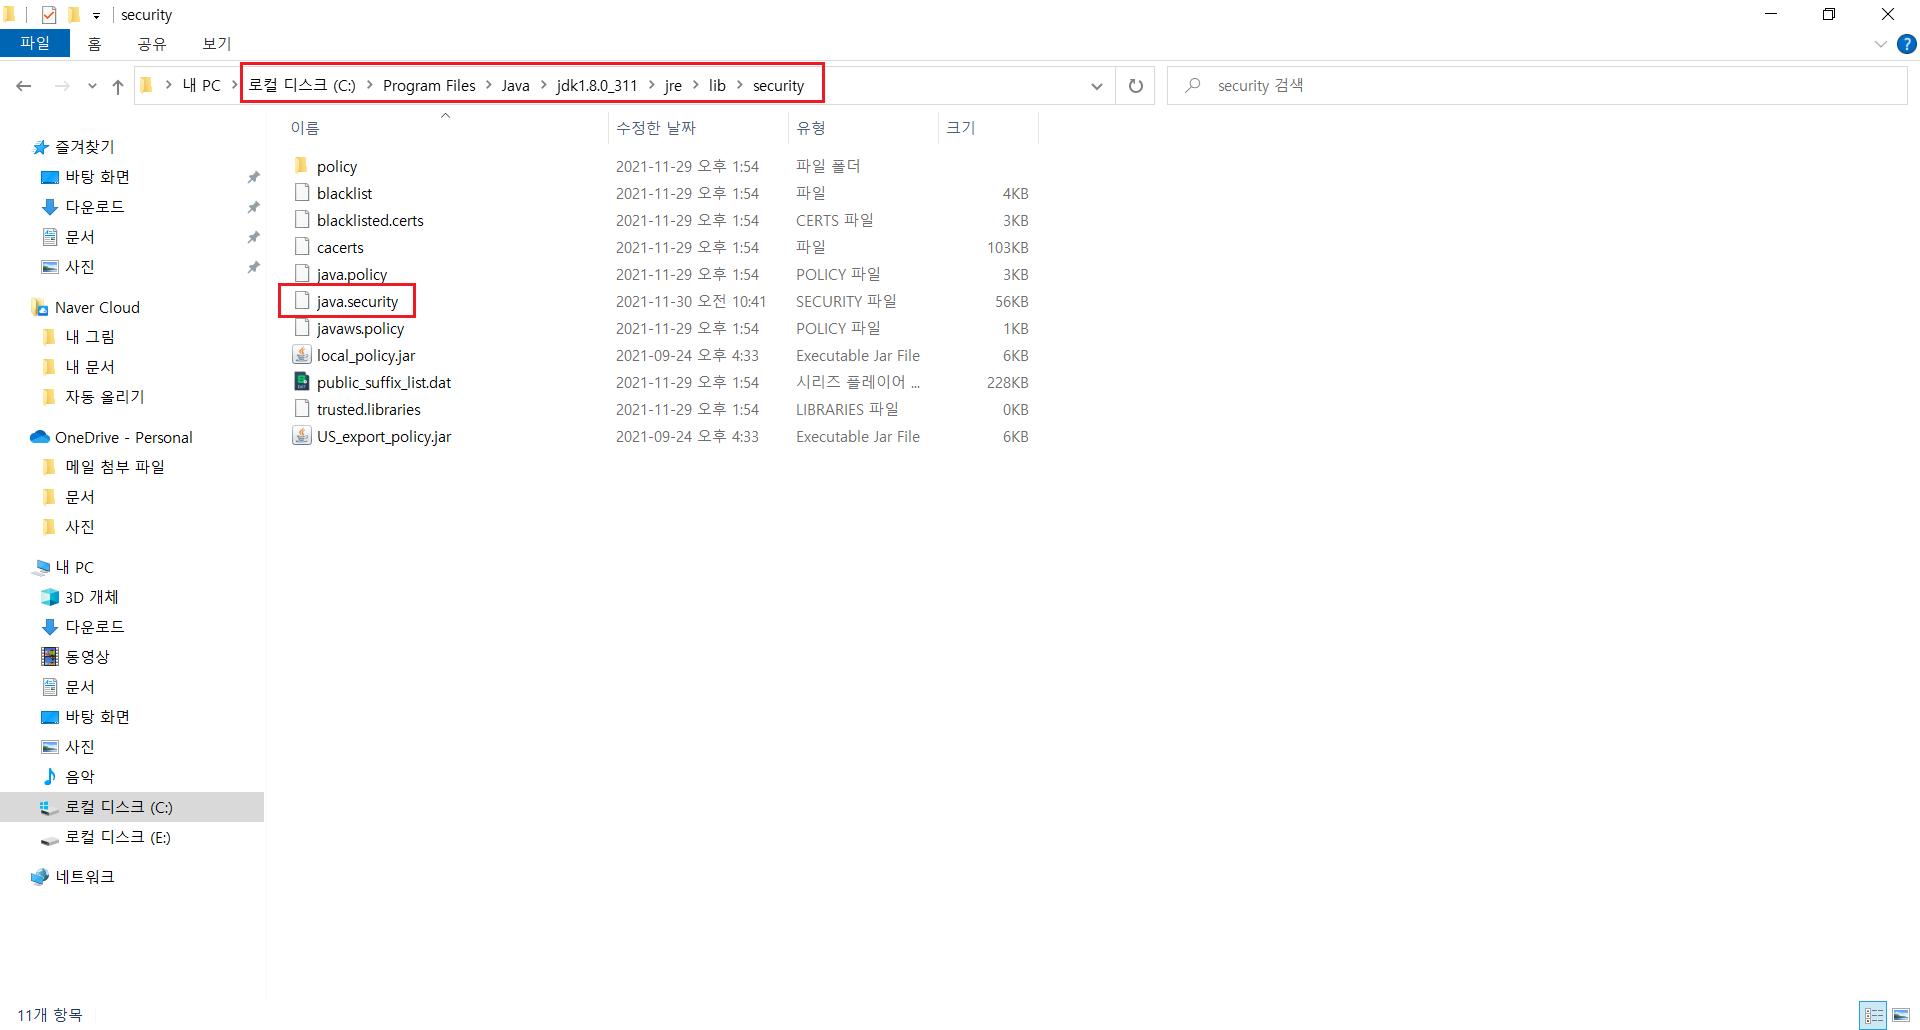 security
파일 홈 공유 보기
내 PC 로컬 디스크 (C:) Program Files Java jdk1.8.0_311 jre lib security
security 검색
이름 수정한 날짜 유형 크기
policy 2021-11-29 오후 1:54 파일 폴더
blacklist 2021-11-29 오후 1:54 파일 4KB
blacklisted.certs 2021-11-29 오후 1:54 CERTS 파일 3KB
cacerts 2021-11-29 오후 1:54 파일 103KB
java.policy 2021-11-29 오후 1:54 POLICY 파일 3KB
java.security 2021-11-30 오전 10:41 SECURITY 파일 56KB
javaws.policy 2021-11-29 오후 1:54 POLICY 파일 1KB
local_policy.jar 2021-09-24 오후 4:33 Executable Jar File 6KB
public_suffix_list.dat 2021-11-29 오후 1:54 시리즈 플레이어 ... 228KB
trusted.libraries 2021-11-29 오후 1:54 LIBRARIES 파일 0KB
US_export_policy.jar 2021-09-24 오후 4:33 Executable Jar File 6KB
즐겨찾기
바탕 화면
다운로드
문서
사진
Naver Cloud
내 그림
내 문서
자동 올리기
OneDrive - Personal
메일 첨부 파일
문서
사진
내 PC
3D 개체
다운로드
동영상
문서
바탕 화면
사진
음악
로컬 디스크 (C:)
로컬 디스크 (E:)
네트워크
11개 항목